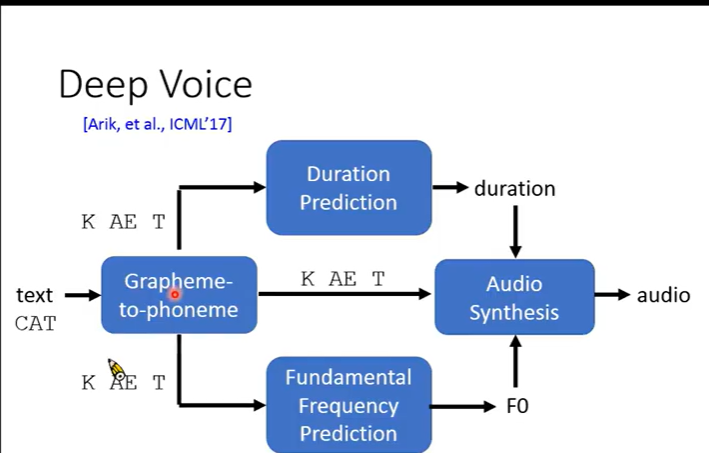 Deep Voice
[Arik, et al., ICML'17]
Duration
Prediction
duration
K AE T
Grapheme-
to-phoneme
K AE T
Audio
Synthesis
text
CAT
audio
K AE T
Fundamental
Frequency
Prediction
F0